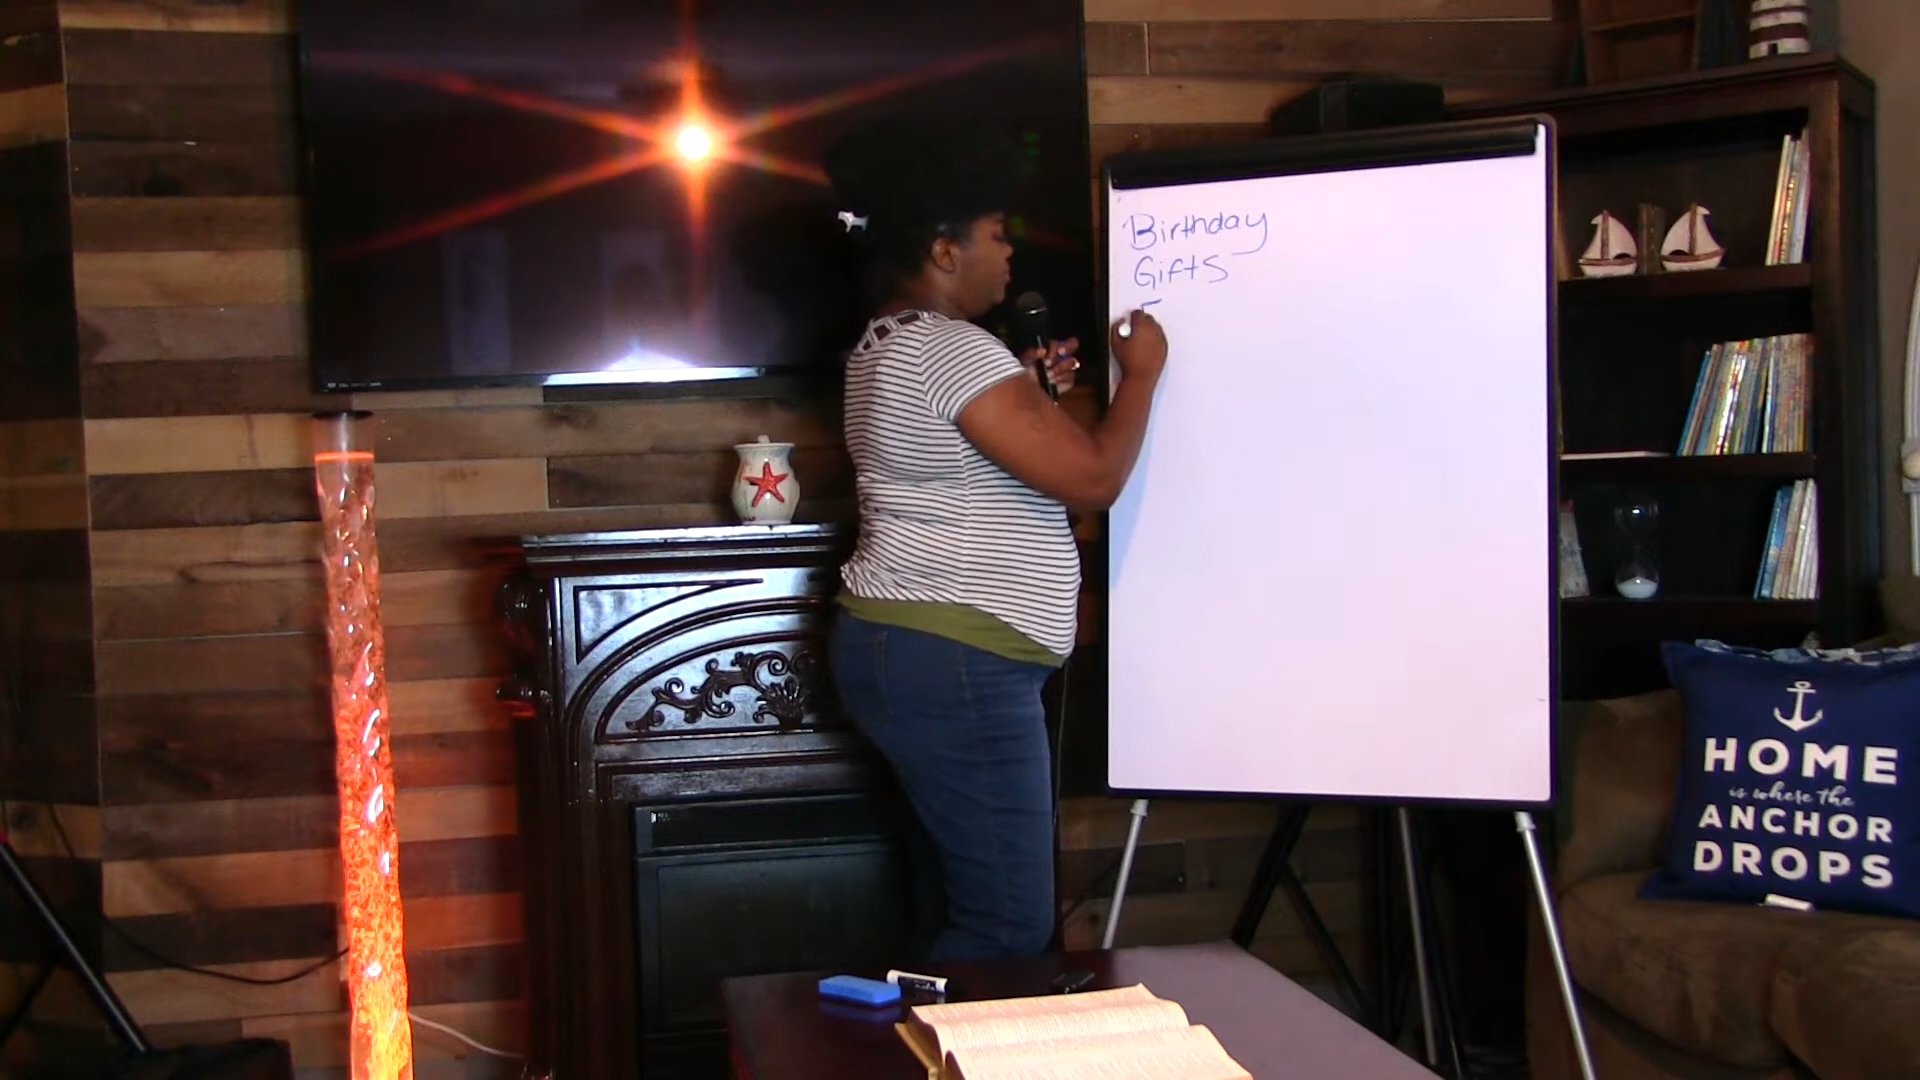 Birthday
Gifts
HOME
is where the
ANCHOR
DROPS